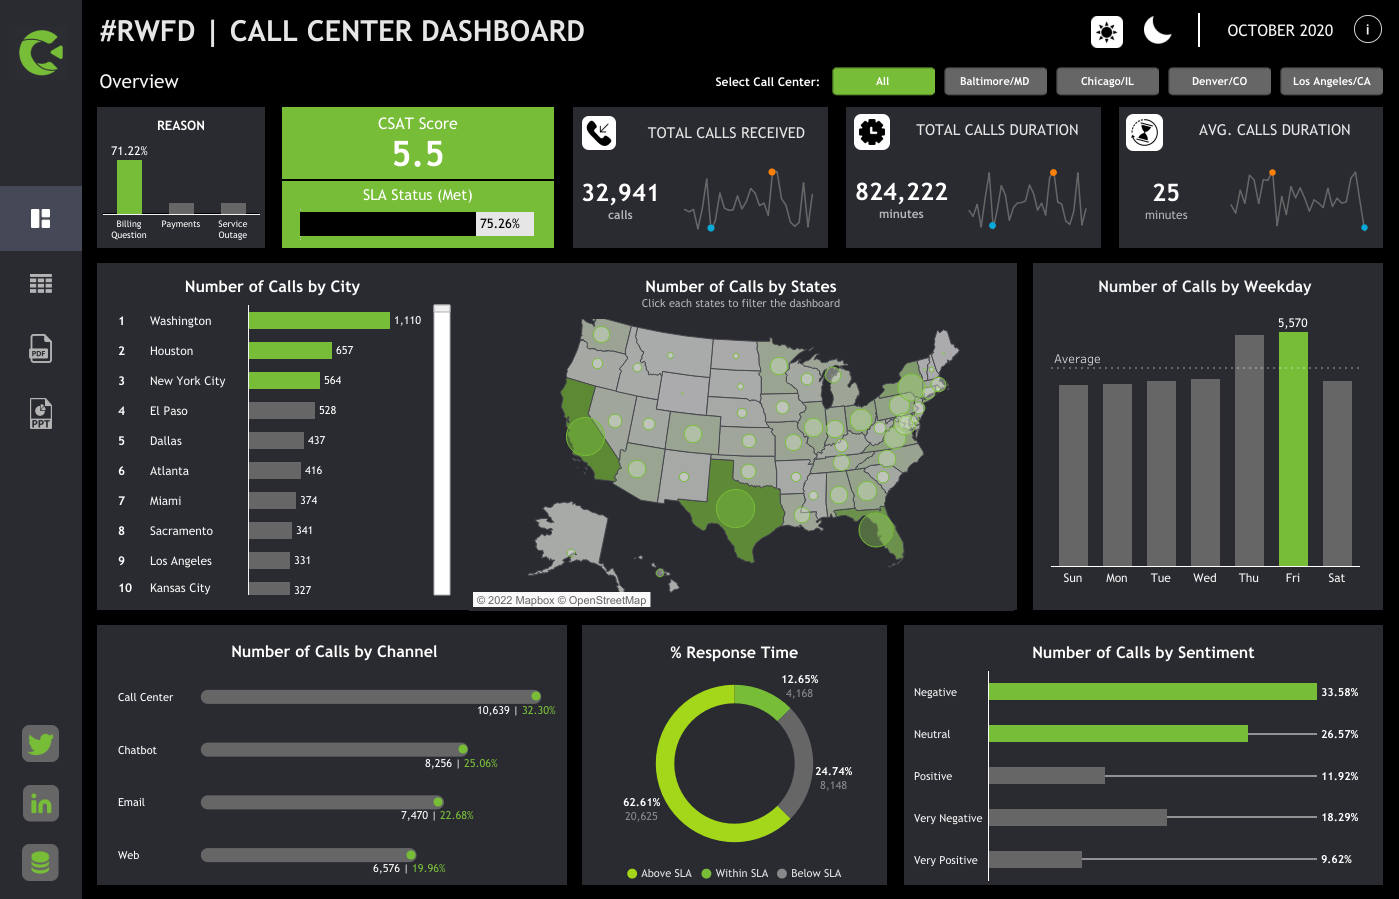 #RWFD | CALL CENTER DASHBOARD
OCTOBER 2020
i
Overview
Select Call Center:
All
Baltimore/MD
Chicago/IL
Denver/CO
Los Angeles/CA
REASON
71.22%
Billing
Question
Payments
Service
Outage
CSAT Score
5.5
SLA Status (Met)
75.26%
TOTAL CALLS RECEIVED
32,941
calls
TOTAL CALLS DURATION
824,222
minutes
AVG. CALLS DURATION
25
minutes
PDF
PPT
Number of Calls by City
1 Washington 1,110
2 Houston 657
3 New York City 564
4 El Paso 528
5 Dallas 437
6 Atlanta 416
7 Miami 374
8 Sacramento 341
9 Los Angeles 331
10 Kansas City 327
Number of Calls by States
Click each states to filter the dashboard
© 2022 Mapbox © OpenStreetMap
Number of Calls by Weekday
5,570
Average
Sun Mon Tue Wed Thu Fri Sat
Number of Calls by Channel
Call Center
10,639 | 32.30%
Chatbot
8,256 | 25.06%
Email
7,470 | 22.68%
Web
6,576 | 19.96%
% Response Time
12.65%
4,168
24.74%
8,148
62.61%
20,625
Above SLA Within SLA Below SLA
Number of Calls by Sentiment
Negative 33.58%
Neutral 26.57%
Positive 11.92%
Very Negative 18.29%
Very Positive 9.62%
in